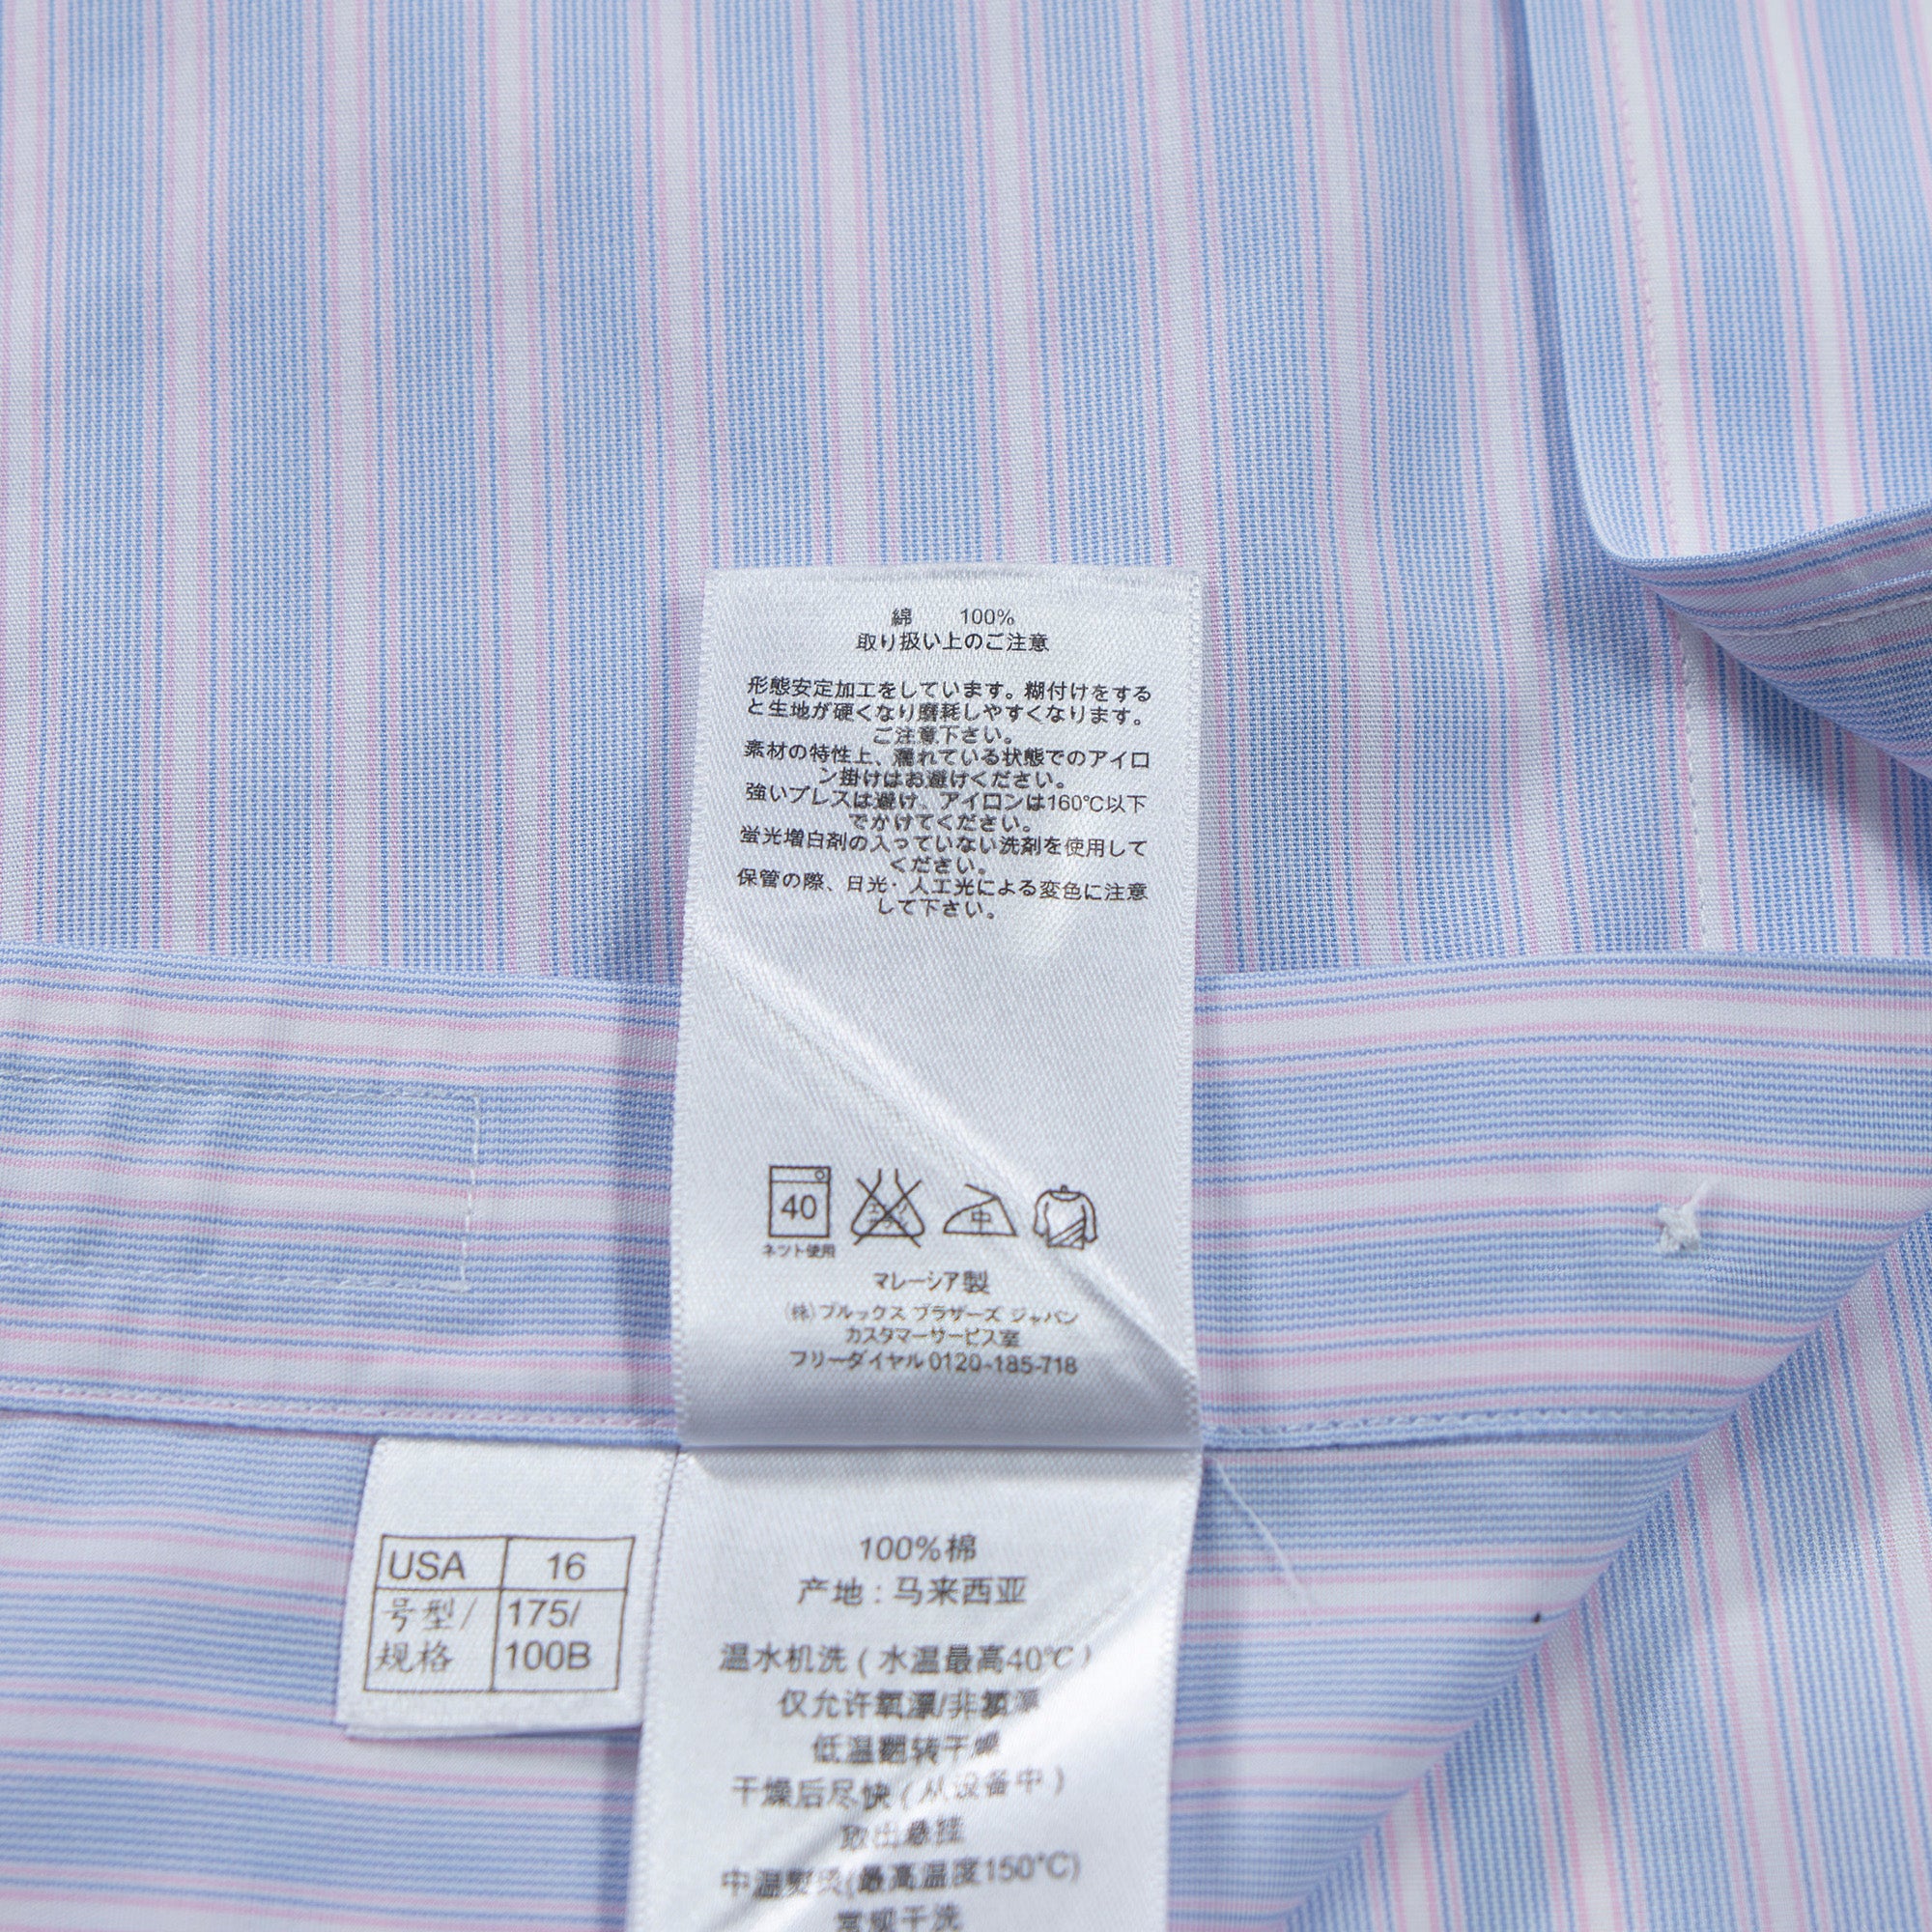 綿 100%
取り扱い上のご注意
形態安定加工をしています。糊付けをする
と生地が硬くなり磨耗しやすくなります。
ご注意下さい。
素材の特性上、濡れている状態でのアイロ
ン掛けはお避けください。
強いプレスは避け、アイロンは160℃以下
でかけてください。
蛍光増白剤の入っていない洗剤を使用して
ください。
保管の際、日光・人工光による変色に注意
して下さい。
40 中
ネット使用
マレーシア製
(株)ブルックス ブラザーズ ジャパン
カスタマーサービス室
フリーダイヤル 0120-185-718
USA 16
号型/ 175/
规格 100B
100%棉
产地：马来西亚
温水机洗（水温最高40℃）
仅允许氧漂/非氯漂
低温翻转干燥
干燥后尽快（从设备中）
取出悬挂
中温熨烫(最高温度150°C)
常规干洗